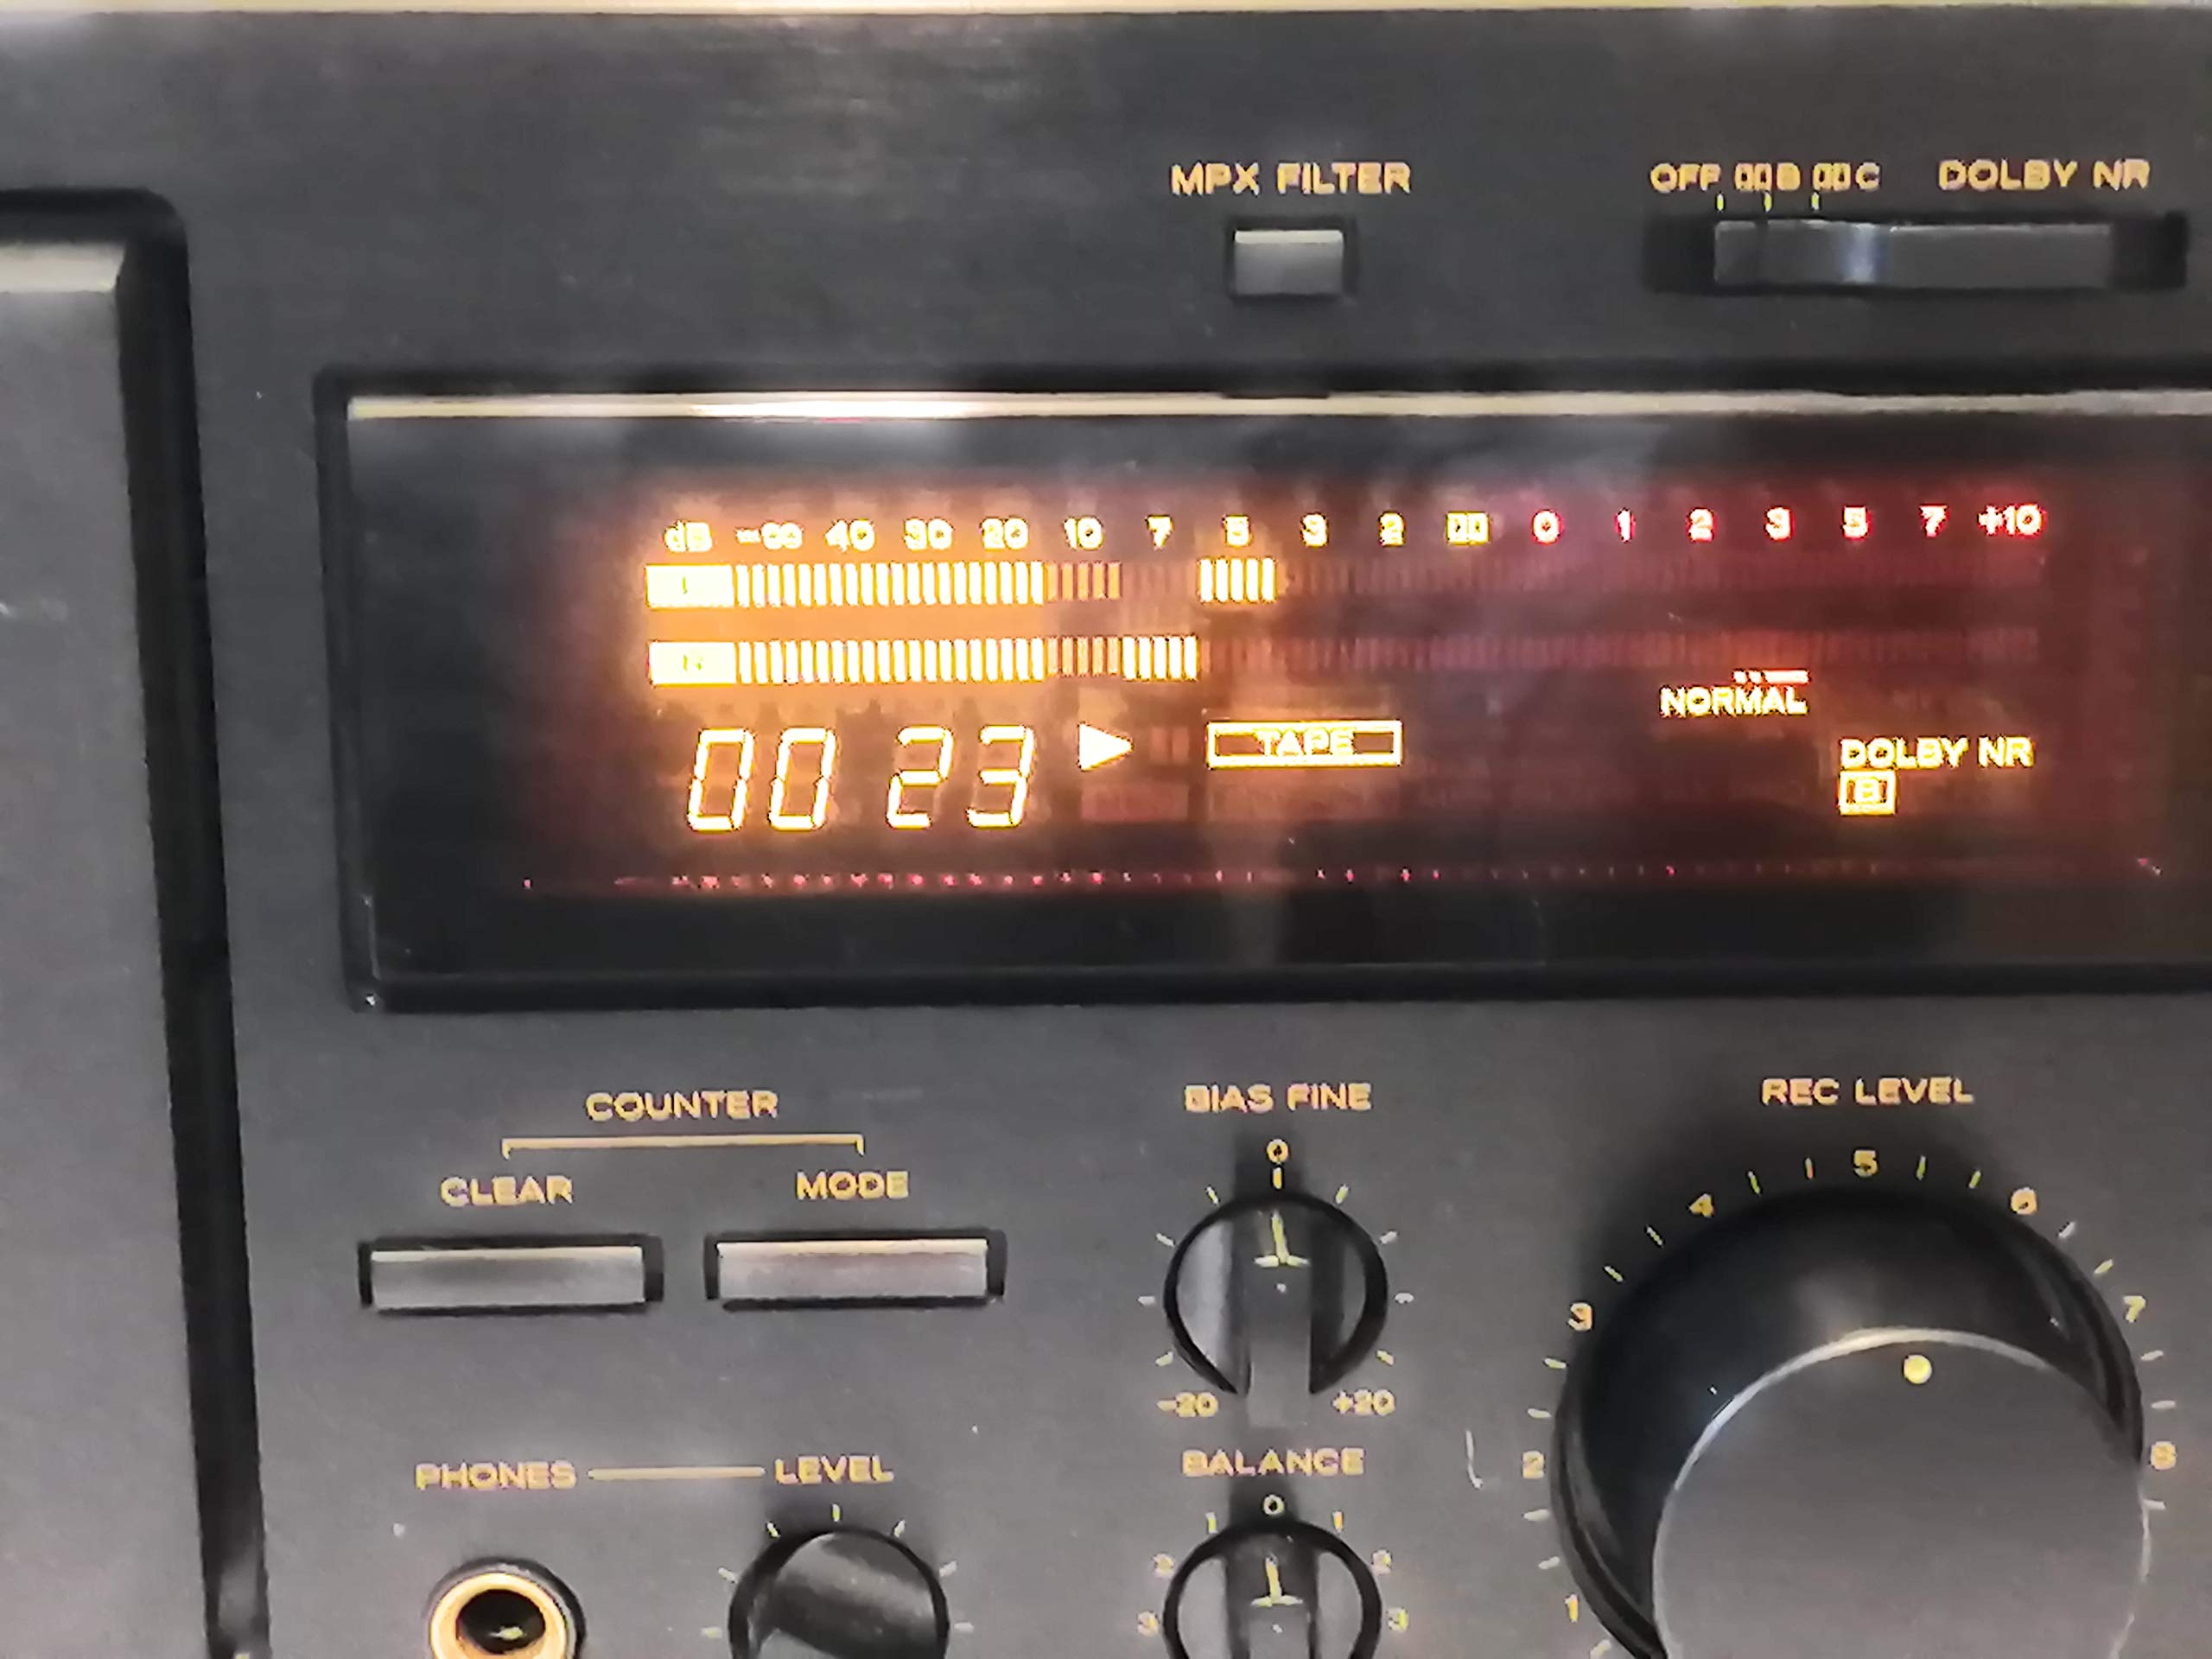 MPX FILTER
OFF B C DOLBY NR
dB -∞ 40 30 20 10 7 5 3 2 0 1 2 3 5 7 +10
L
R
NORMAL
00 23 TAPE
DOLBY NR
B
COUNTER
CLEAR MODE
BIAS FINE
0
-20 +20
REC LEVEL
1 2 3 4 5 6 7 8
PHONES LEVEL
BALANCE
3 2 1 0 1 2 3